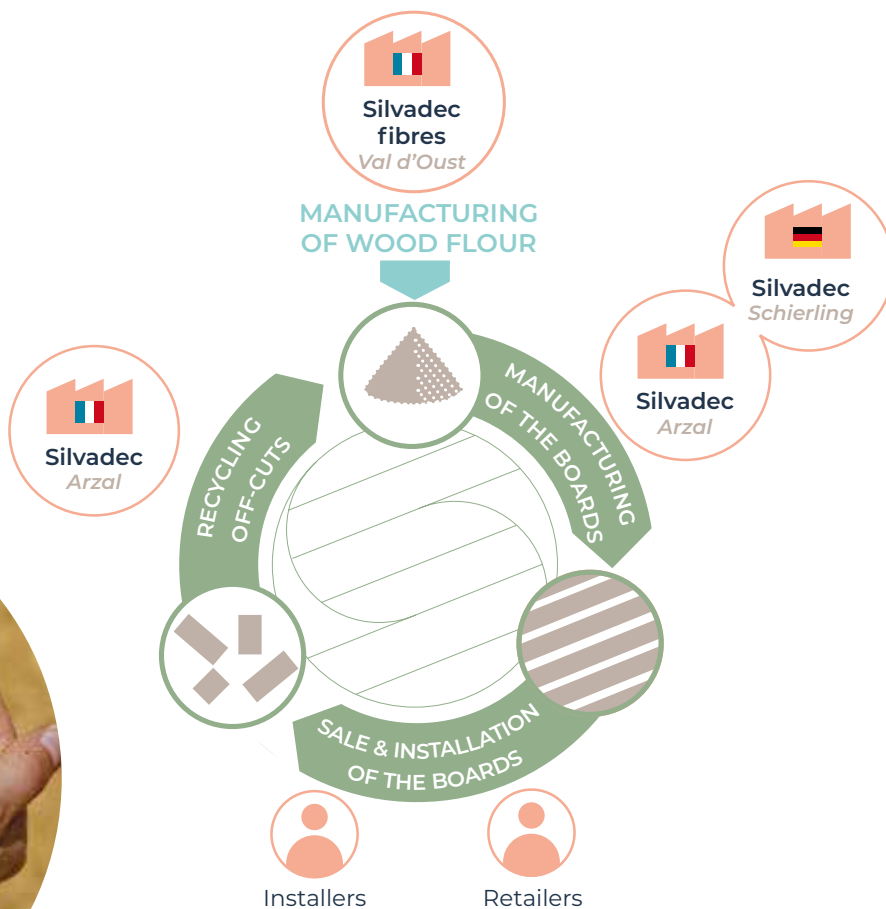 Silvadec
fibres
Val d'Oust
MANUFACTURING
OF WOOD FLOUR
Silvadec
Schierling
Silvadec
Arzal
MANUFACTURING
OF THE BOARDS
Silvadec
Arzal
RECYCLING
OFF-CUTS
SALE & INSTALLATION
OF THE BOARDS
Installers
Retailers